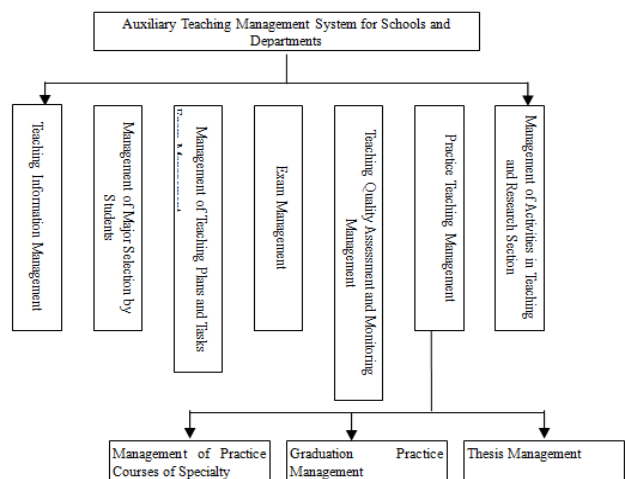 Auxiliary Teaching Management System for Schools and
Departments
Teaching Information Management
Management of Major Selection by
Students
Management of Teaching Plans and Tasks
Exam Management
Teaching Quality Assessment and Monitoring
Management
Practice Teaching Management
Management of Activities in Teaching
and Research Section
Management of Practice
Courses of Specialty
Graduation Practice
Management
Thesis Management